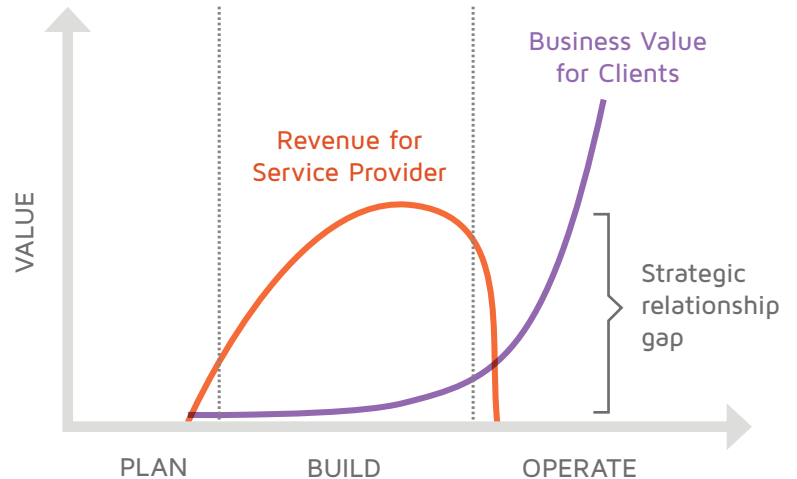 Business Value
for Clients
Revenue for
Service Provider
VALUE
Strategic
relationship
gap
PLAN
BUILD
OPERATE